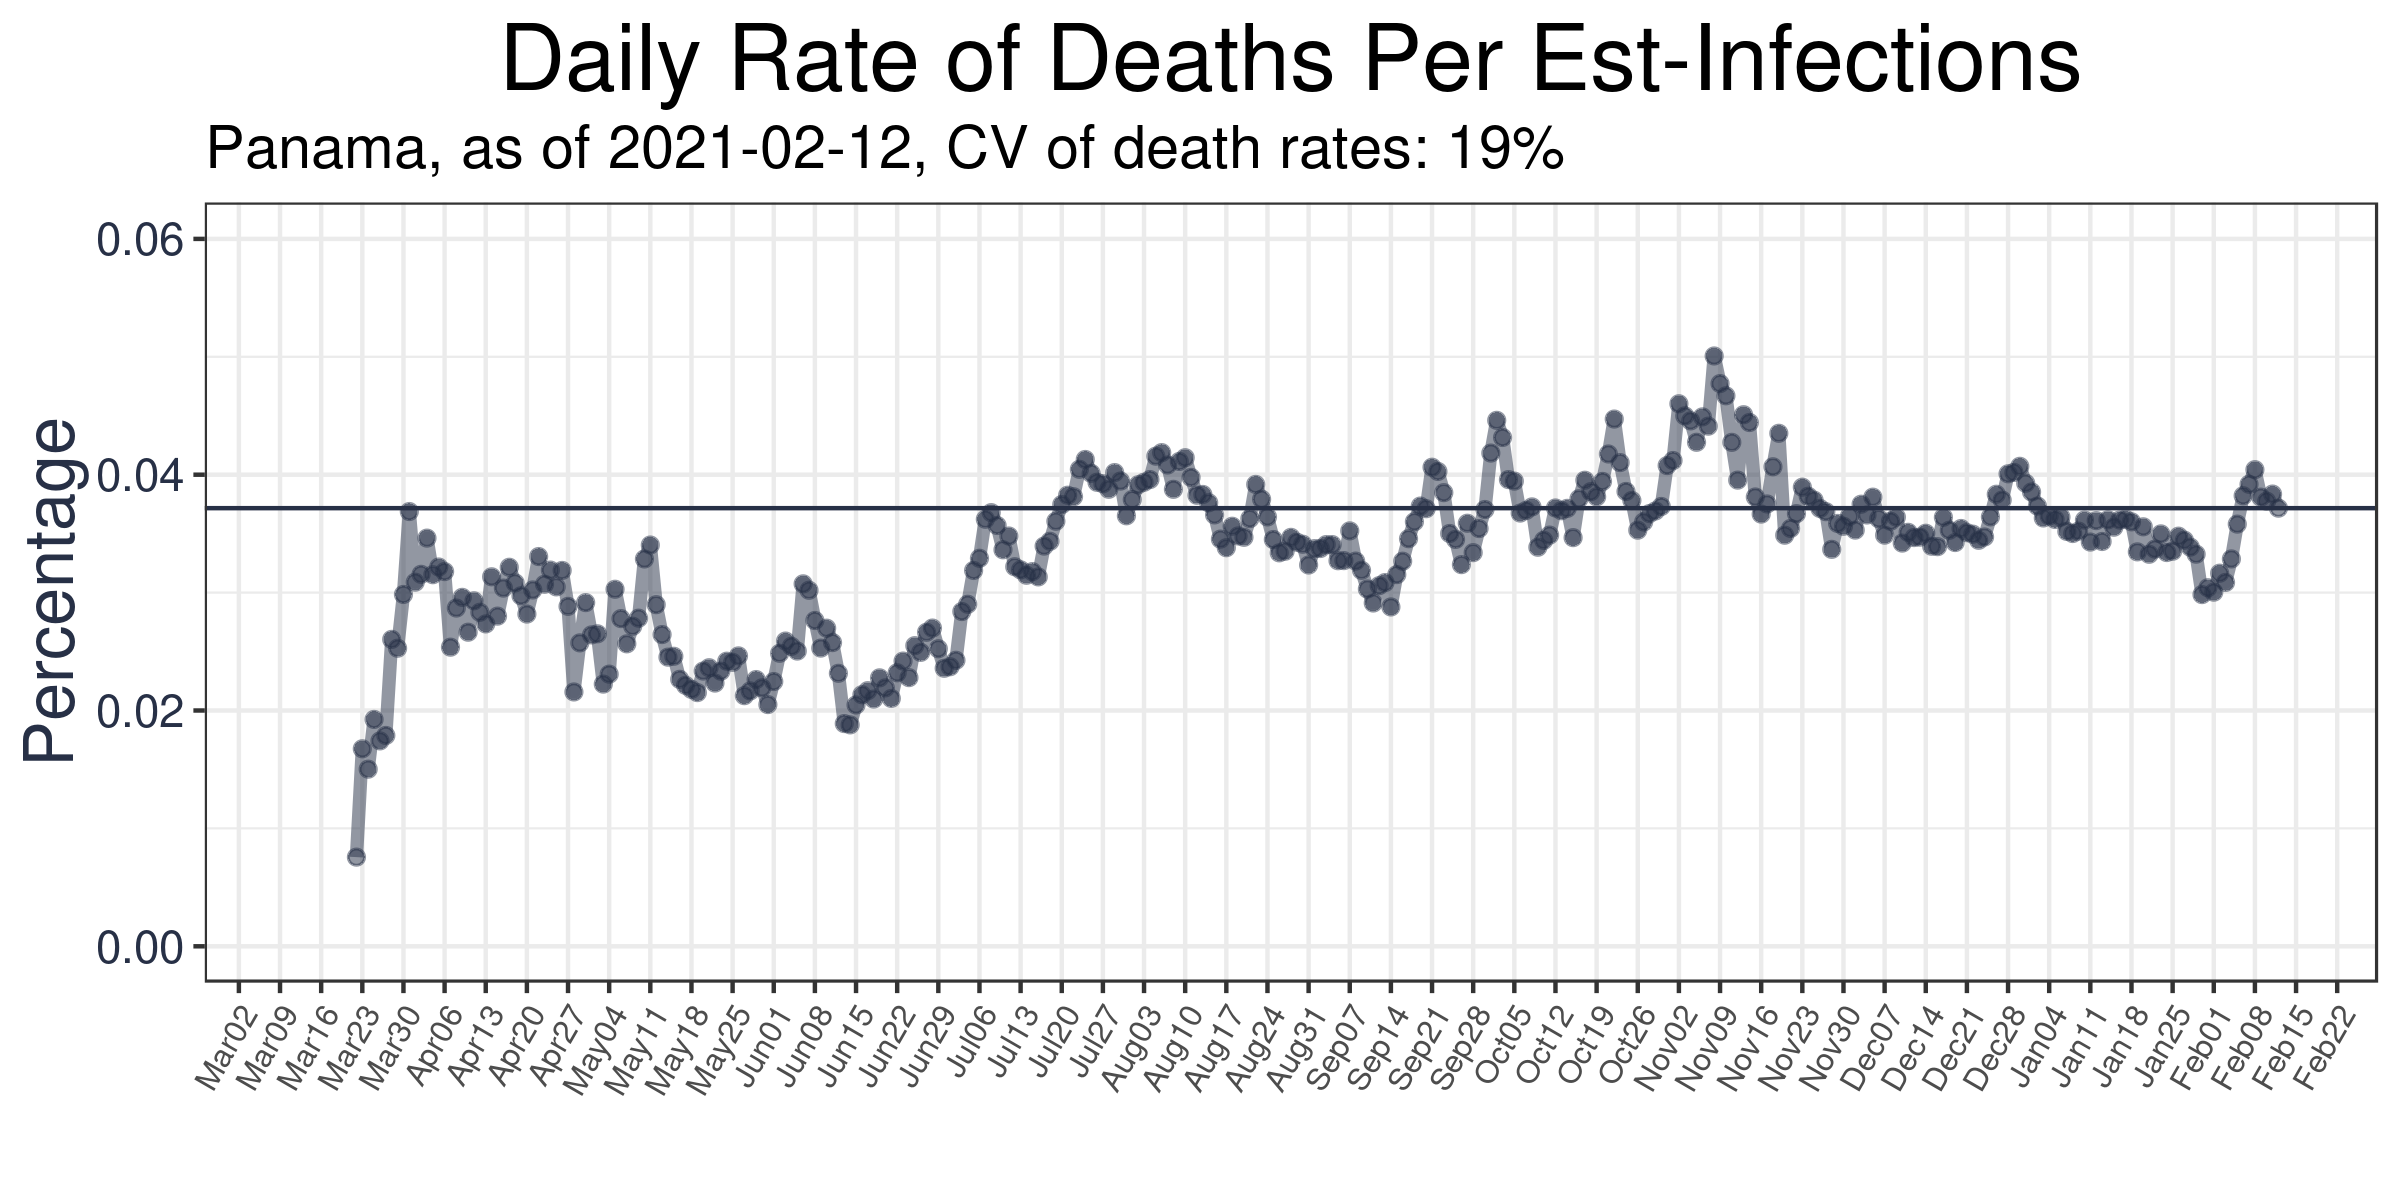 Daily Rate of Deaths Per Est-Infections
Panama, as of 2021-02-12, CV of death rates: 19%
Percentage
0.06
0.04
0.02
0.00
Mar02
Mar09
Mar16
Mar23
Mar30
Apr06
Apr13
Apr20
Apr27
May04
May11
May18
May25
Jun01
Jun08
Jun15
Jun22
Jun29
Jul06
Jul13
Jul20
Jul27
Aug03
Aug10
Aug17
Aug24
Aug31
Sep07
Sep14
Sep21
Sep28
Oct05
Oct12
Oct19
Oct26
Nov02
Nov09
Nov16
Nov23
Nov30
Dec07
Dec14
Dec21
Dec28
Jan04
Jan11
Jan18
Jan25
Feb01
Feb08
Feb15
Feb22